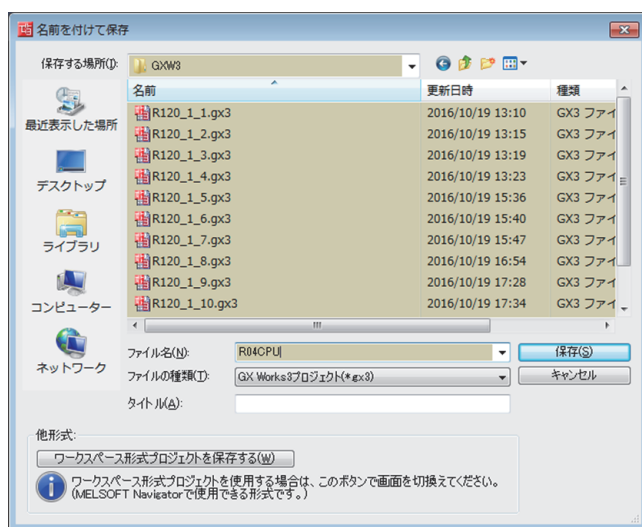 名前を付けて保存
保存する場所(I): GXW3
名前 更新日時 種類
R120_1_1.gx3 2016/10/19 13:10 GX3 ファイ
R120_1_2.gx3 2016/10/19 13:15 GX3 ファイ
R120_1_3.gx3 2016/10/19 13:19 GX3 ファイ
R120_1_4.gx3 2016/10/19 13:23 GX3 ファイ
R120_1_5.gx3 2016/10/19 15:36 GX3 ファイ
R120_1_6.gx3 2016/10/19 15:40 GX3 ファイ
R120_1_7.gx3 2016/10/19 15:47 GX3 ファイ
R120_1_8.gx3 2016/10/19 16:54 GX3 ファイ
R120_1_9.gx3 2016/10/19 17:28 GX3 ファイ
R120_1_10.gx3 2016/10/19 17:34 GX3 ファイ
最近表示した場所
デスクトップ
ライブラリ
コンピューター
ネットワーク
ファイル名(N): R04CPU 保存(S)
ファイルの種類(T): GX Works3プロジェクト(*gx3) キャンセル
タイトル(A):
他形式:
ワークスペース形式プロジェクトを保存する(W)
ワークスペース形式プロジェクトを使用する場合は、このボタンで画面を切換えてください。
(MELSOFT Navigatorで使用できる形式です。)